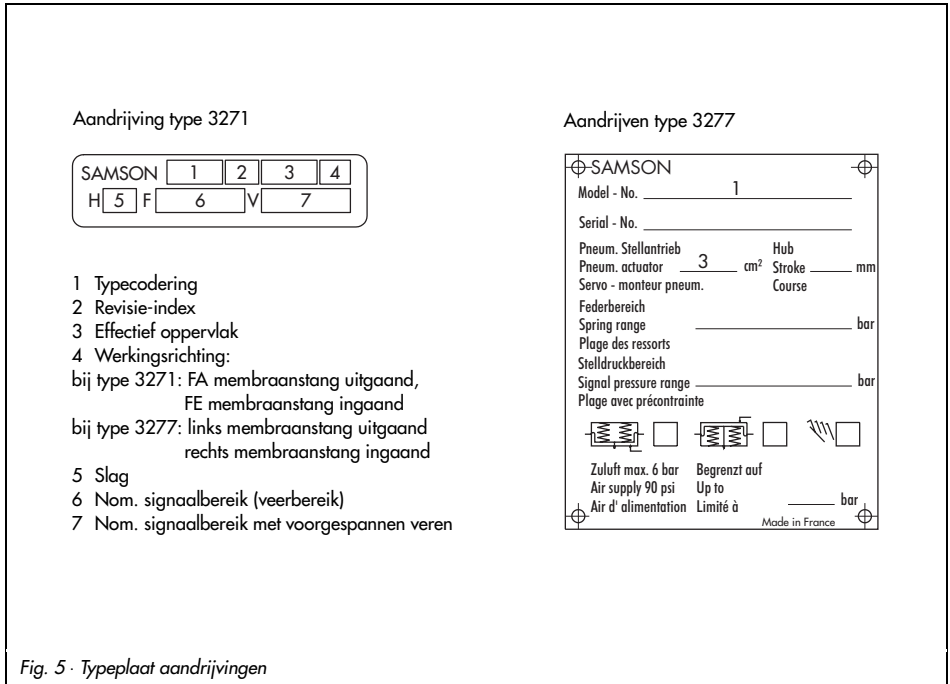 Aandrijving type 3271
SAMSON 1 2 3 4
H 5 F 6 V 7
1 Typecodering
2 Revisie-index
3 Effectief oppervlak
4 Werkingsrichting:
bij type 3271: FA membraanstang uitgaand,
FE membraanstang ingaand
bij type 3277: links membraanstang uitgaand
rechts membraanstang ingaand
5 Slag
6 Nom. signaalbereik (veerbereik)
7 Nom. signaalbereik met voorgespannen veren
Aandrijven type 3277
SAMSON
Model - No. 1
Serial - No.
Pneum. Stellantrieb Hub
Pneum. actuator 3 cm² Stroke mm
Servo - monteur pneum. Course
Federbereich
Spring range bar
Plage des ressorts
Stelldruckbereich
Signal pressure range bar
Plage avec précontrainte
Zuluft max. 6 bar Begrenzt auf
Air supply 90 psi Up to
Air d' alimentation Limité à bar
Made in France
Fig. 5 · Typeplaat aandrijvingen